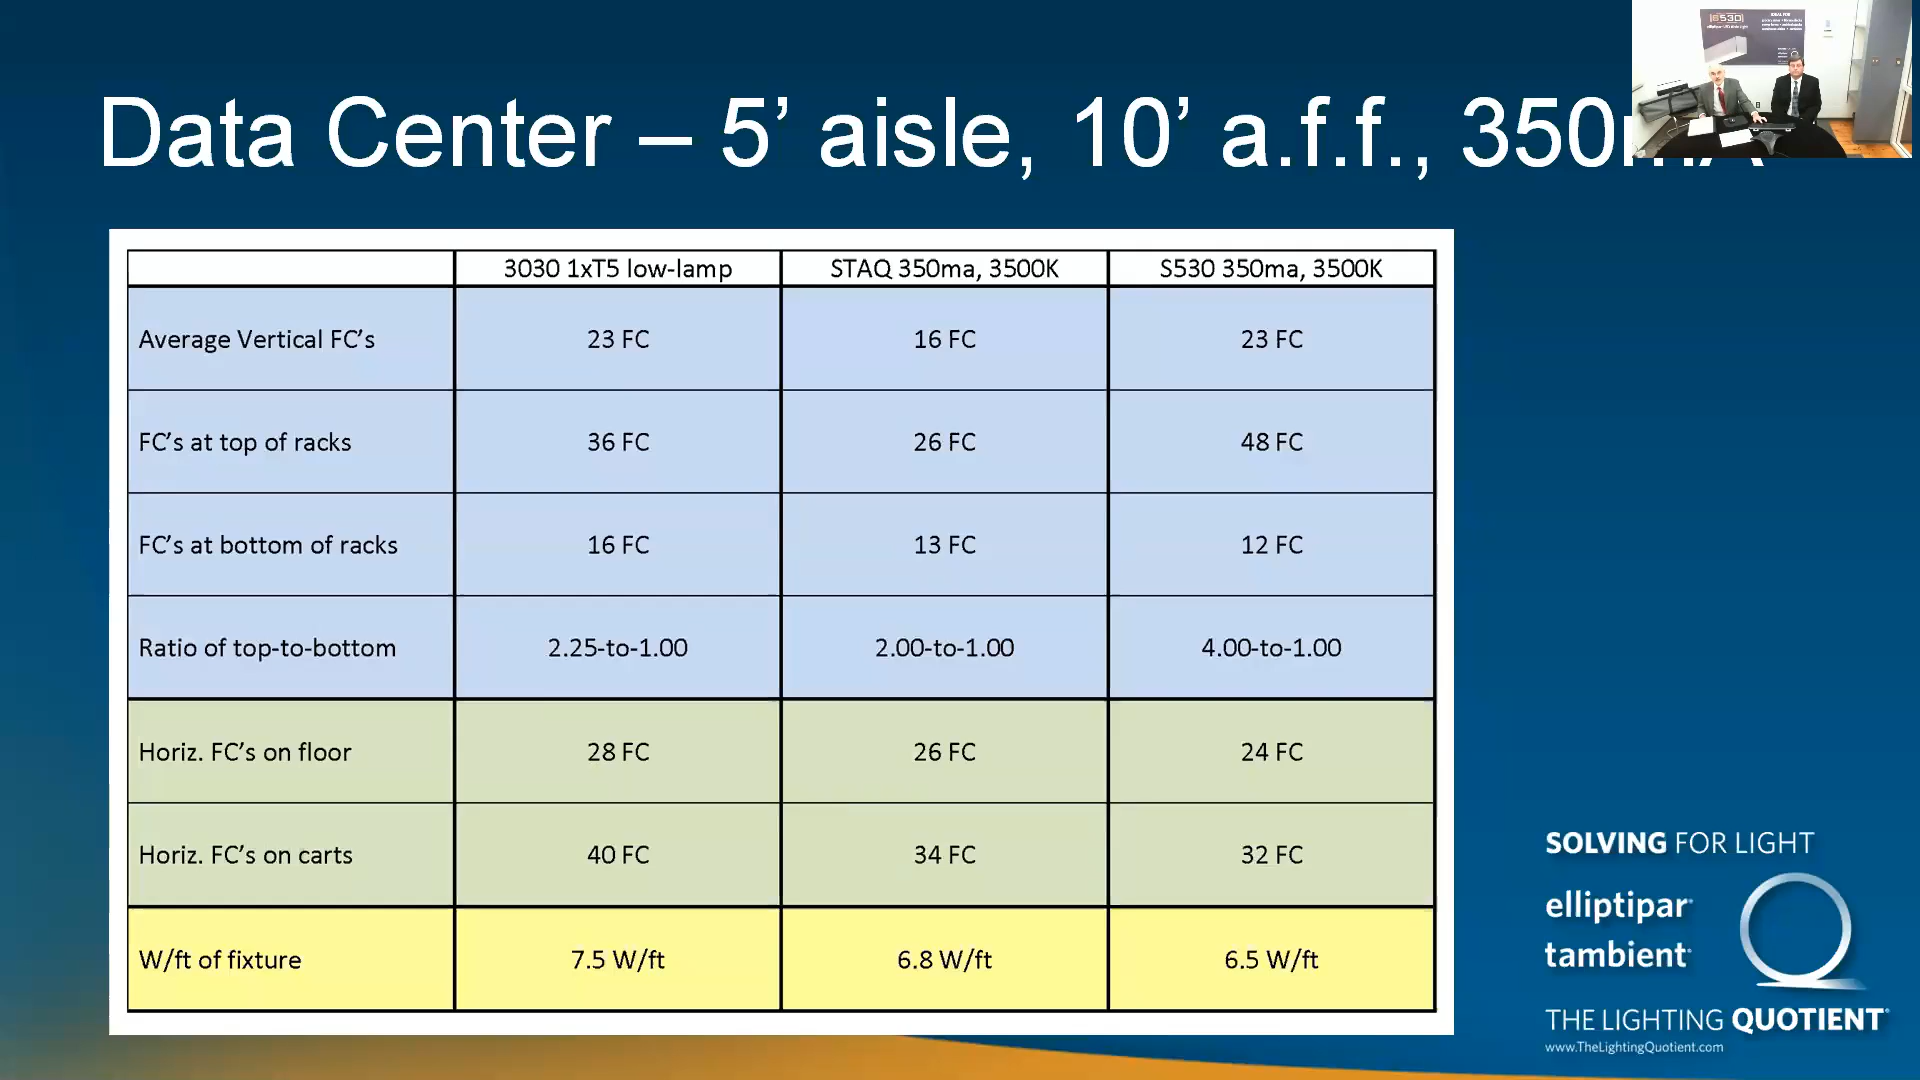 Data Center – 5’ aisle, 10’ a.f.f., 350mA
3030 1xT5 low-lamp STAQ 350ma, 3500K S530 350ma, 3500K
Average Vertical FC’s 23 FC 16 FC 23 FC
FC’s at top of racks 36 FC 26 FC 48 FC
FC’s at bottom of racks 16 FC 13 FC 12 FC
Ratio of top-to-bottom 2.25-to-1.00 2.00-to-1.00 4.00-to-1.00
Horiz. FC’s on floor 28 FC 26 FC 24 FC
Horiz. FC’s on carts 40 FC 34 FC 32 FC
W/ft of fixture 7.5 W/ft 6.8 W/ft 6.5 W/ft
SOLVING FOR LIGHT
elliptipar
tambient
THE LIGHTING QUOTIENT
www.TheLightingQuotient.com